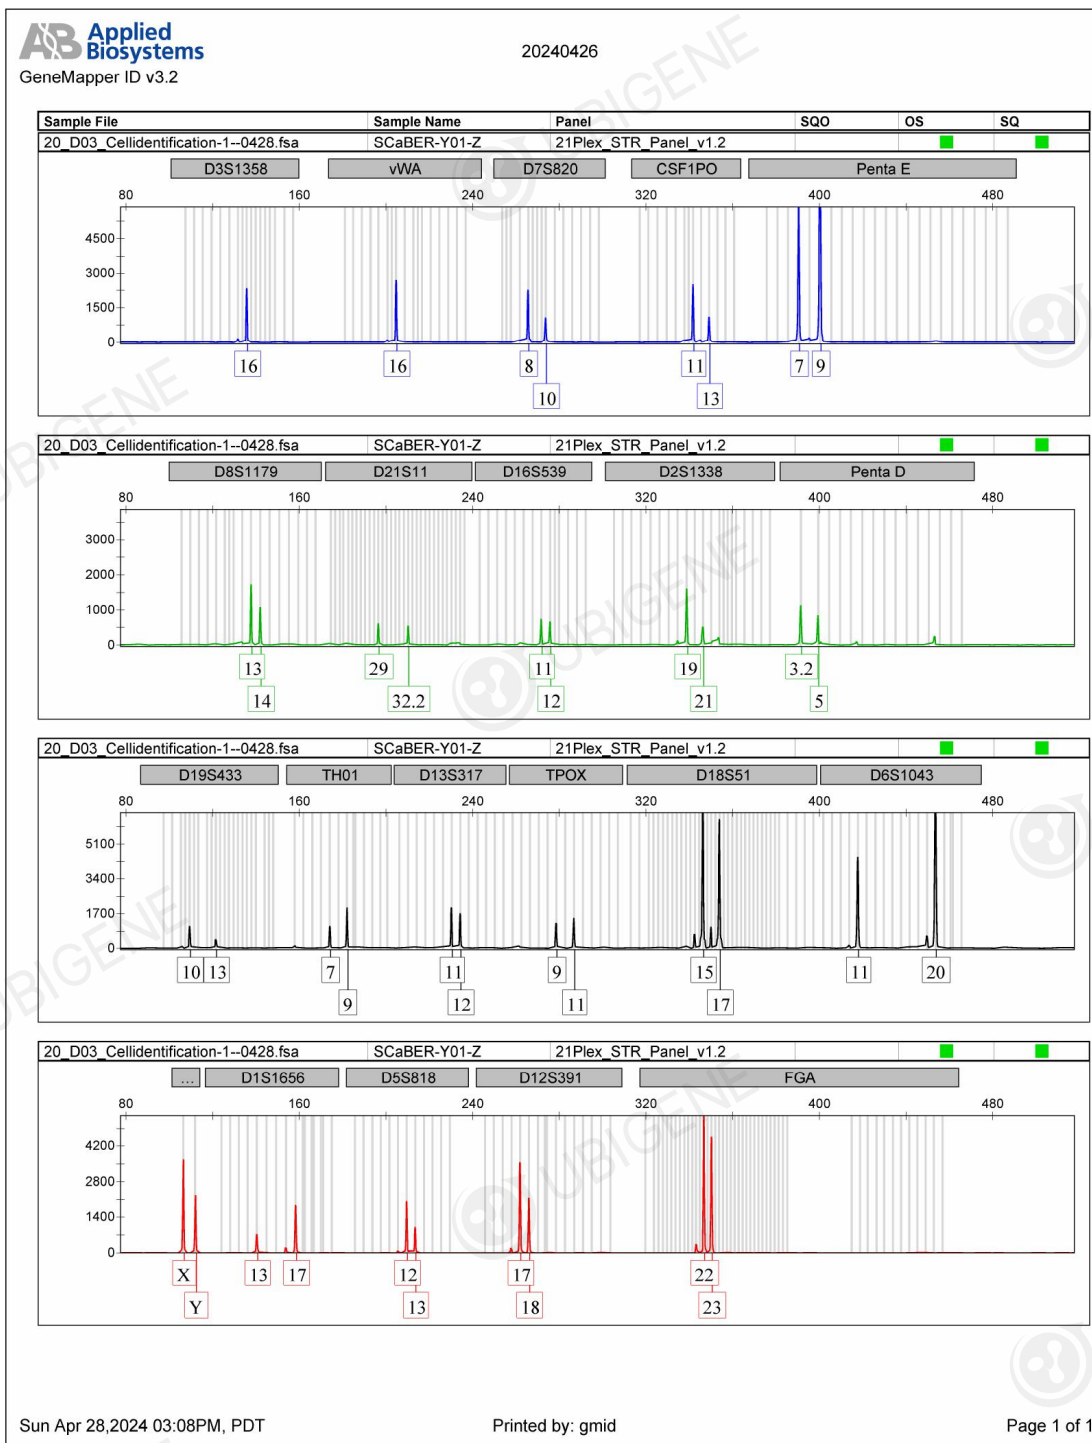 AB Applied
Biosystems
20240426
GeneMapper ID v3.2
Sample File Sample Name Panel SQO OS SQ
20_D03_Cellidentification-1--0428.fsa SCaBER-Y01-Z 21Plex_STR_Panel_v1.2
D3S1358 vWA D7S820 CSF1PO Penta E
80 160 240 320 400 480
4500
3000
1500
0
16 16 8 11 7 9
10 13
20_D03_Cellidentification-1--0428.fsa SCaBER-Y01-Z 21Plex_STR_Panel_v1.2
D8S1179 D21S11 D16S539 D2S1338 Penta D
80 160 240 320 400 480
3000
2000
1000
0
13 29 11 19 3.2
14 32.2 12 21 5
20_D03_Cellidentification-1--0428.fsa SCaBER-Y01-Z 21Plex_STR_Panel_v1.2
D19S433 TH01 D13S317 TPOX D18S51 D6S1043
80 160 240 320 400 480
5100
3400
1700
0
10 13 7 11 9 15 11 20
9 12 11 17
20_D03_Cellidentification-1--0428.fsa SCaBER-Y01-Z 21Plex_STR_Panel_v1.2
... D1S1656 D5S818 D12S391 FGA
80 160 240 320 400 480
4200
2800
1400
0
X 13 17 12 17 22
Y 13 18 23
Sun Apr 28,2024 03:08PM, PDT Printed by: gmid Page 1 of 1
UBIGENE
UBIGENE
UBIGENE
UBIGENE
UBIGENE